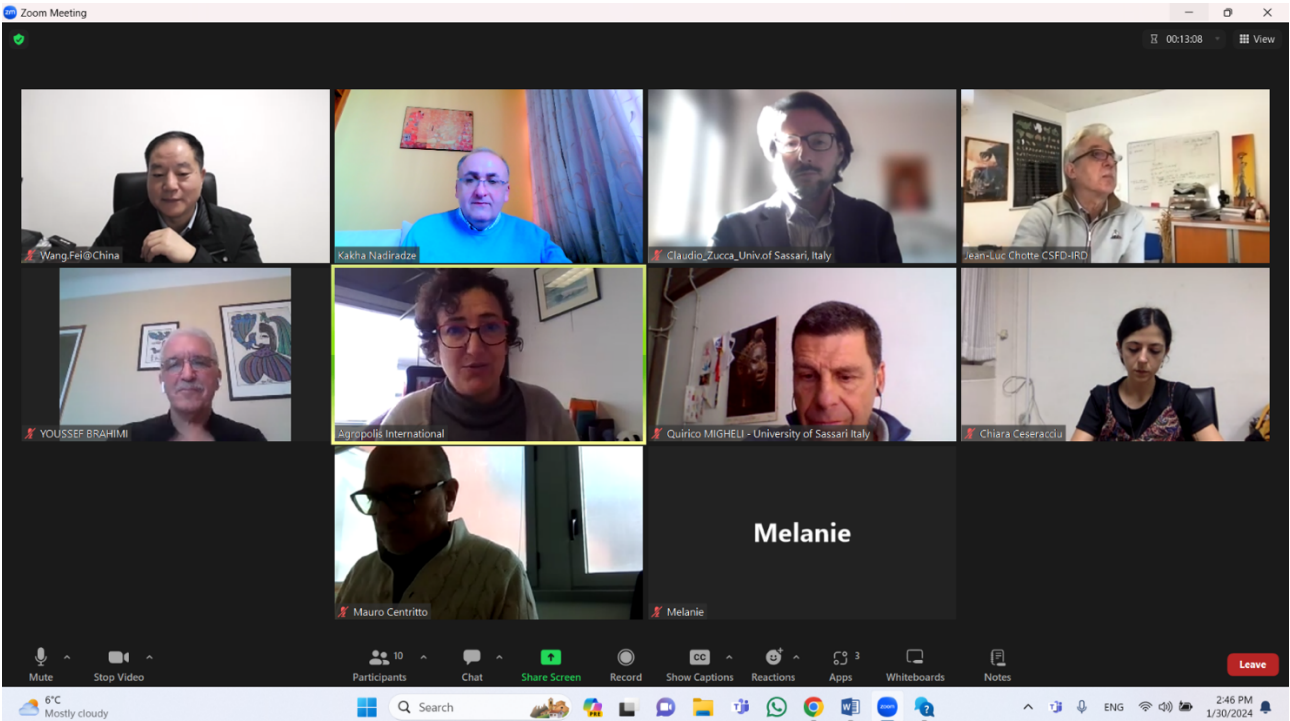 Zoom Meeting
00:13:08
View
Wang.Fei@China
Kakha Nadiradze
Claudio_Zucca_Univ.of Sassari, Italy
Jean-Luc Chotte CSFD-IRD
YOUSSEF BRAHIMI
Agropolis International
Quirico MIGHELI - University of Sassari Italy
Chiara Ceseracciu
Melanie
Mauro Centritto
Melanie
10
CC
3
Mute
Stop Video
Participants
Chat
Share Screen
Record
Show Captions
Reactions
Apps
Whiteboards
Notes
Leave
6°C
Mostly cloudy
Search
PRE
zoom
ENG
2:46 PM
1/30/2024